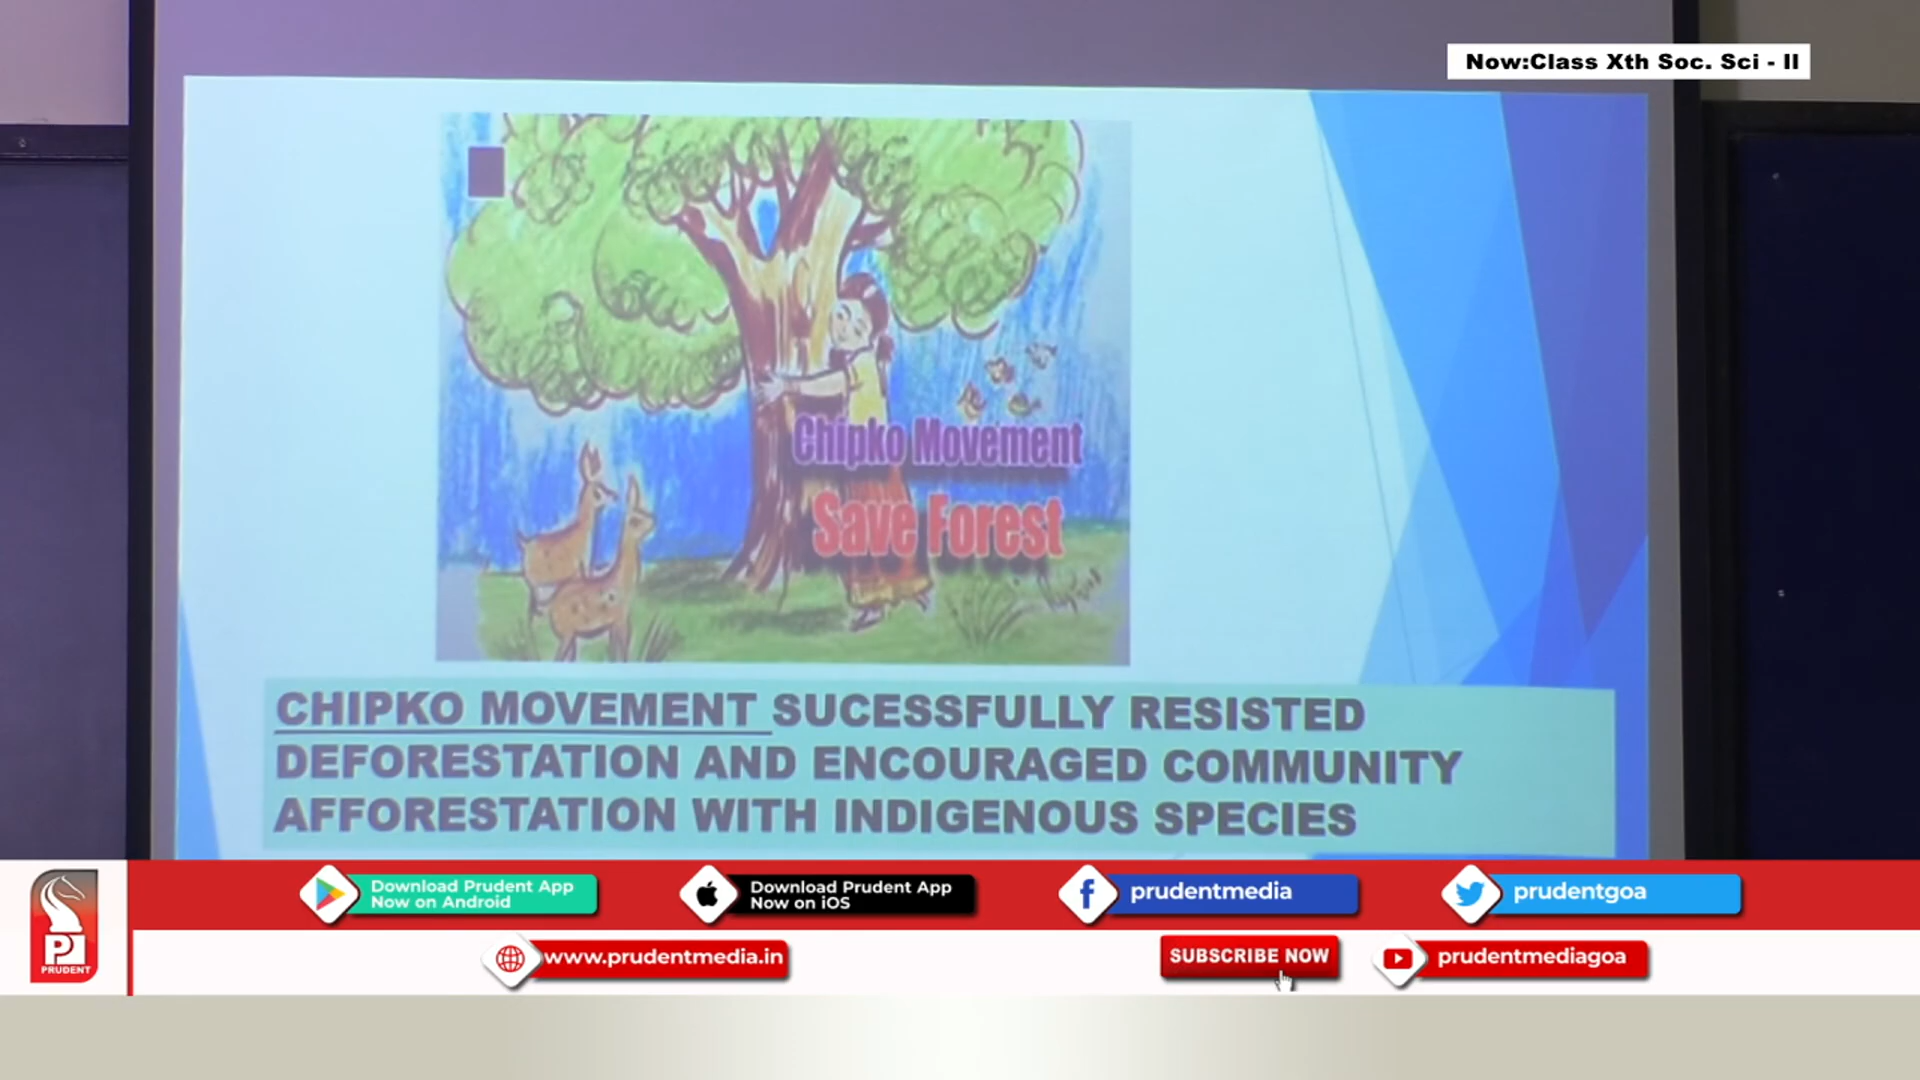 Now:Class Xth Soc. Sci - II
Chipko Movement
Save Forest
CHIPKO MOVEMENT SUCESSFULLY RESISTED
DEFORESTATION AND ENCOURAGED COMMUNITY
AFFORESTATION WITH INDIGENOUS SPECIES
Download Prudent App
Now on Android
Download Prudent App
Now on iOS
prudentmedia
prudentgoa
PRUDENT
www.prudentmedia.in
SUBSCRIBE NOW
prudentmediagoa